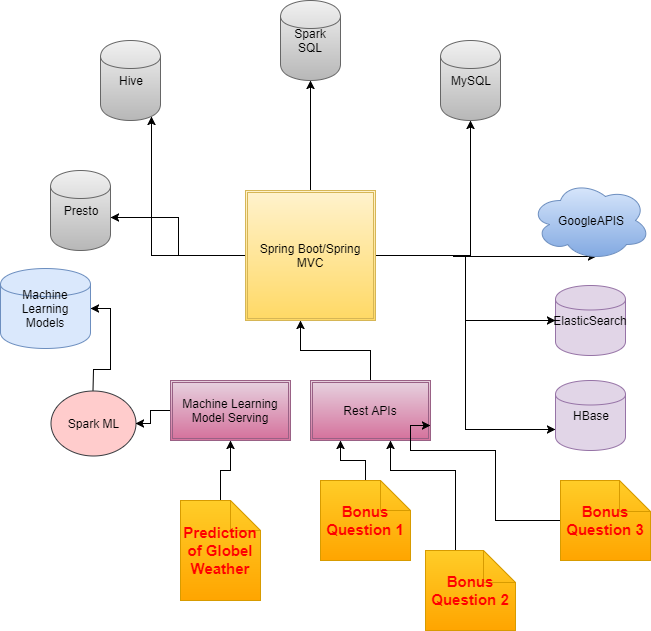 Spark
SQL
Hive
MySQL
Presto
GoogleAPIS
Spring Boot/Spring
MVC
Machine
Learning
Models
ElasticSearch
Machine Learning
Model Serving
Rest APIs
HBase
Spark ML
Bonus
Question 1
Bonus
Question 3
Prediction
of Globel
Weather
Bonus
Question 2